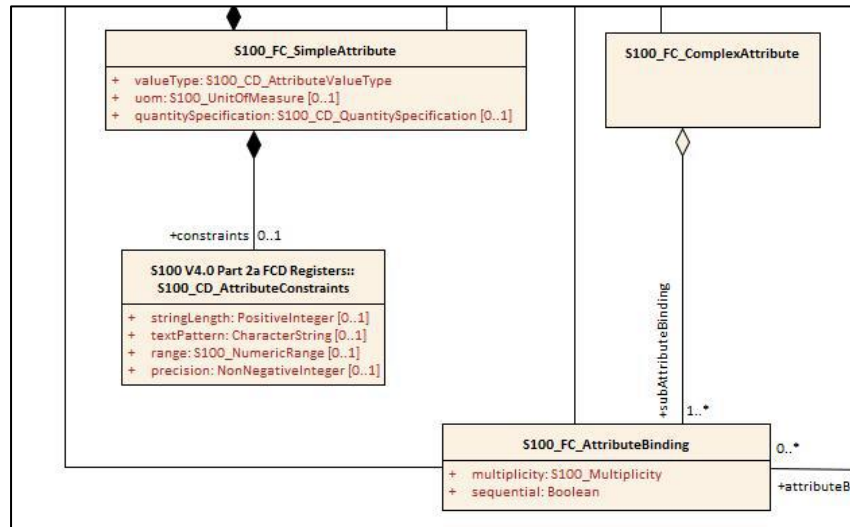 S100_FC_SimpleAttribute
+ valueType: S100_CD_AttributeValueType
+ uom: S100_UnitOfMeasure [0..1]
+ quantitySpecification: S100_CD_QuantitySpecification [0..1]
S100_FC_ComplexAttribute
+constraints 0..1
S100 V4.0 Part 2a FCD Registers::
S100_CD_AttributeConstraints
+ stringLength: PositiveInteger [0..1]
+ textPattern: CharacterString [0..1]
+ range: S100_NumericRange [0..1]
+ precision: NonNegativeInteger [0..1]
+subAttributeBinding
1..*
S100_FC_AttributeBinding
+ multiplicity: S100_Multiplicity
+ sequential: Boolean
0..*
+attributeB